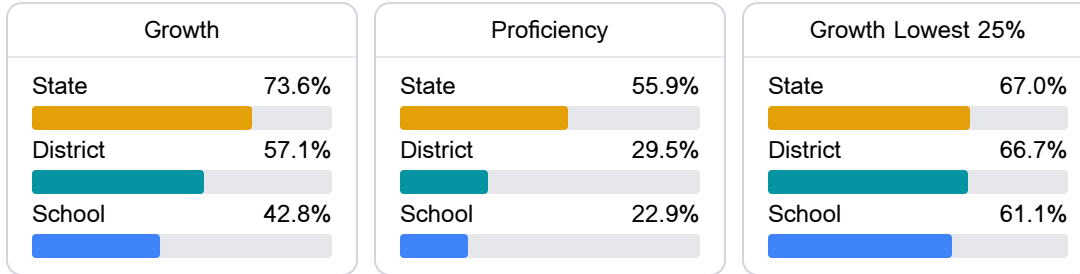 Growth
State 73.6%
District 57.1%
School 42.8%
Proficiency
State 55.9%
District 29.5%
School 22.9%
Growth Lowest 25%
State 67.0%
District 66.7%
School 61.1%